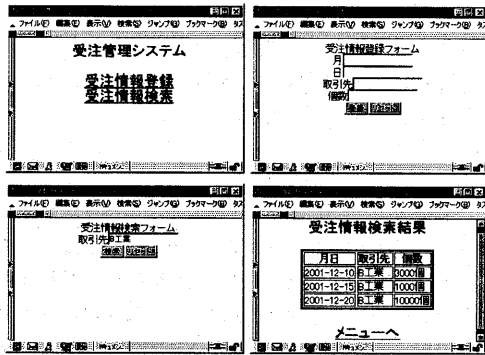 ファイル(F) 編集(E) 表示(V) 検索(S) ジャンプ(G) ブックマーク(B) タス
受注管理システム
受注情報登録
受注情報検索
ファイル(F) 編集(E) 表示(V) 検索(S) ジャンプ(G) ブックマーク(B) タ
受注情報登録フォーム
月
日
取引先
個数
ファイル(F) 編集(E) 表示(V) 検索(S) ジャンプ(G) ブックマーク(B) タス
受注情報検索フォーム
取引先B工業
ファイル(F) 編集(E) 表示(V) 検索(S) ジャンプ(G) ブックマーク(B) タス
受注情報検索結果
月日 取引先 個数
2001-12-10 B工業 3000個
2001-12-15 B工業 1000個
2001-12-20 B工業 10000個
メニューへ